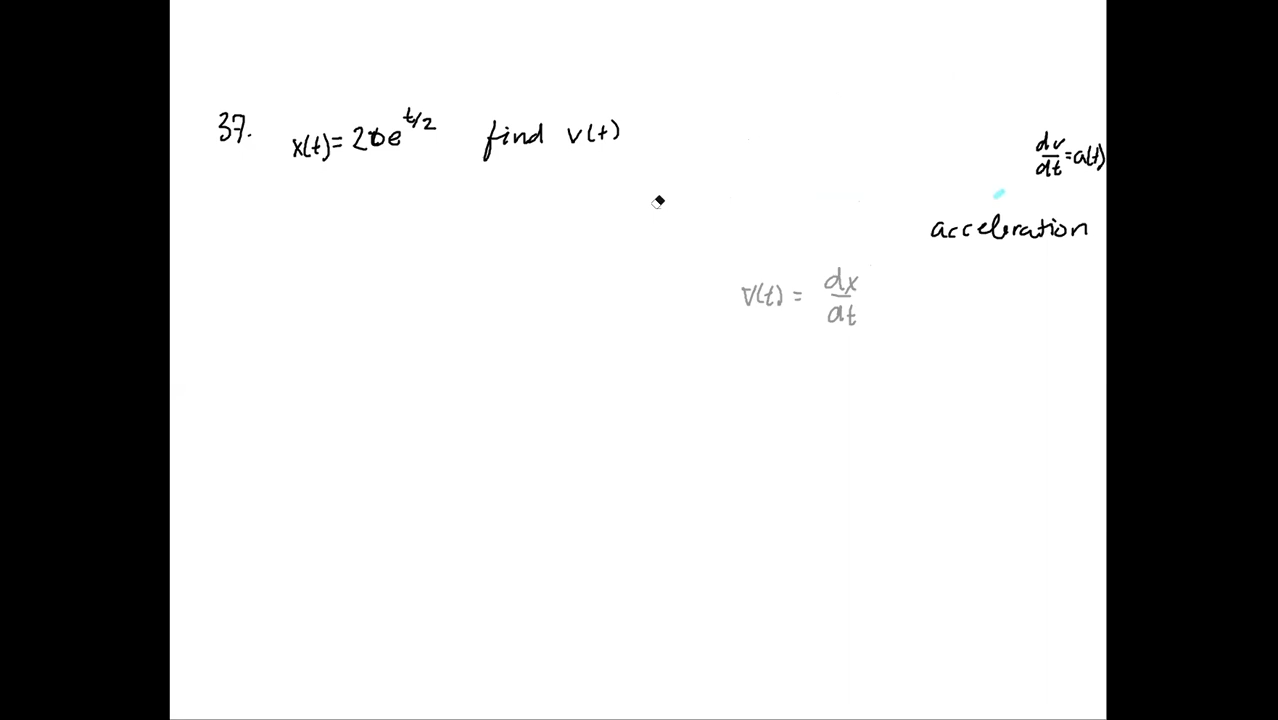 37. x(t) = 20e^{t/2} find v(t)
dv/dt = a(t)
acceleration
v(t) = dx/dt